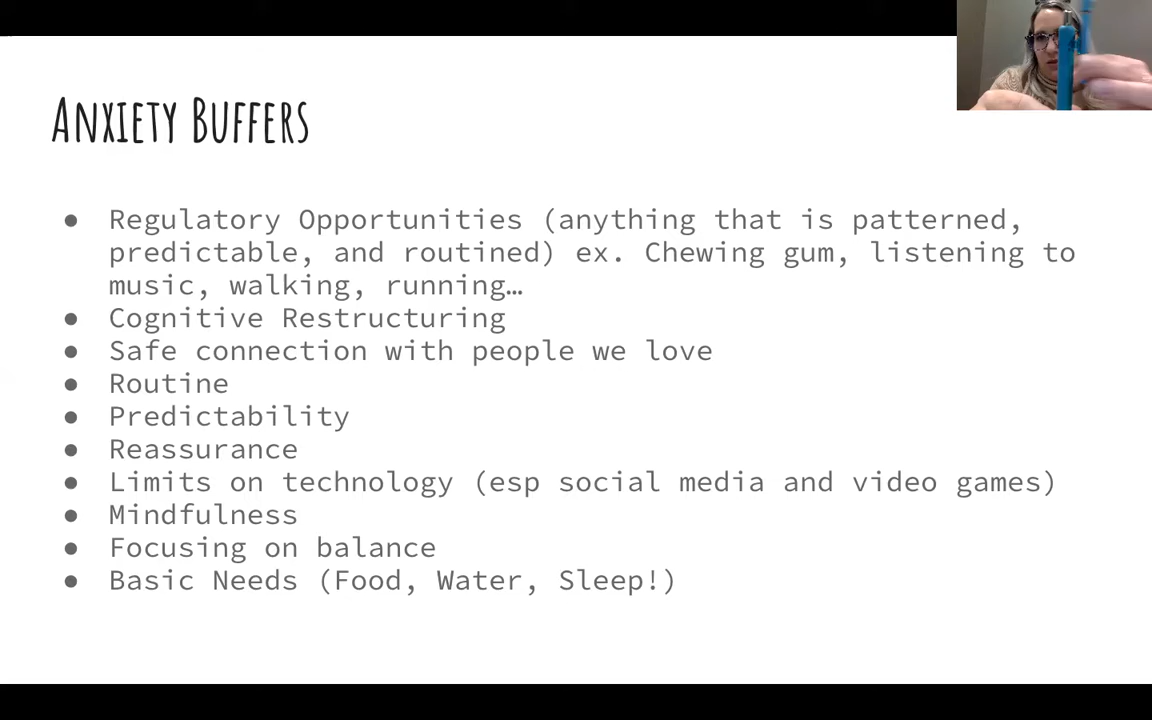 Anxiety Buffers
● Regulatory Opportunities (anything that is patterned,
predictable, and routined) ex. Chewing gum, listening to
music, walking, running…
● Cognitive Restructuring
● Safe connection with people we love
● Routine
● Predictability
● Reassurance
● Limits on technology (esp social media and video games)
● Mindfulness
● Focusing on balance
● Basic Needs (Food, Water, Sleep!)